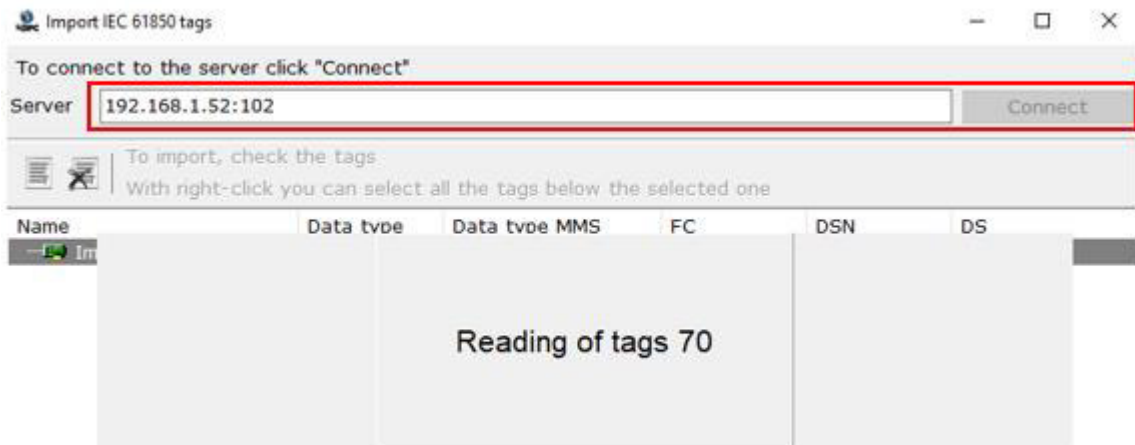 Import IEC 61850 tags
To connect to the server click "Connect"
Server 192.168.1.52:102 Connect
To import, check the tags
With right-click you can select all the tags below the selected one
Name Data type Data type MMS FC DSN DS
Im
Reading of tags 70